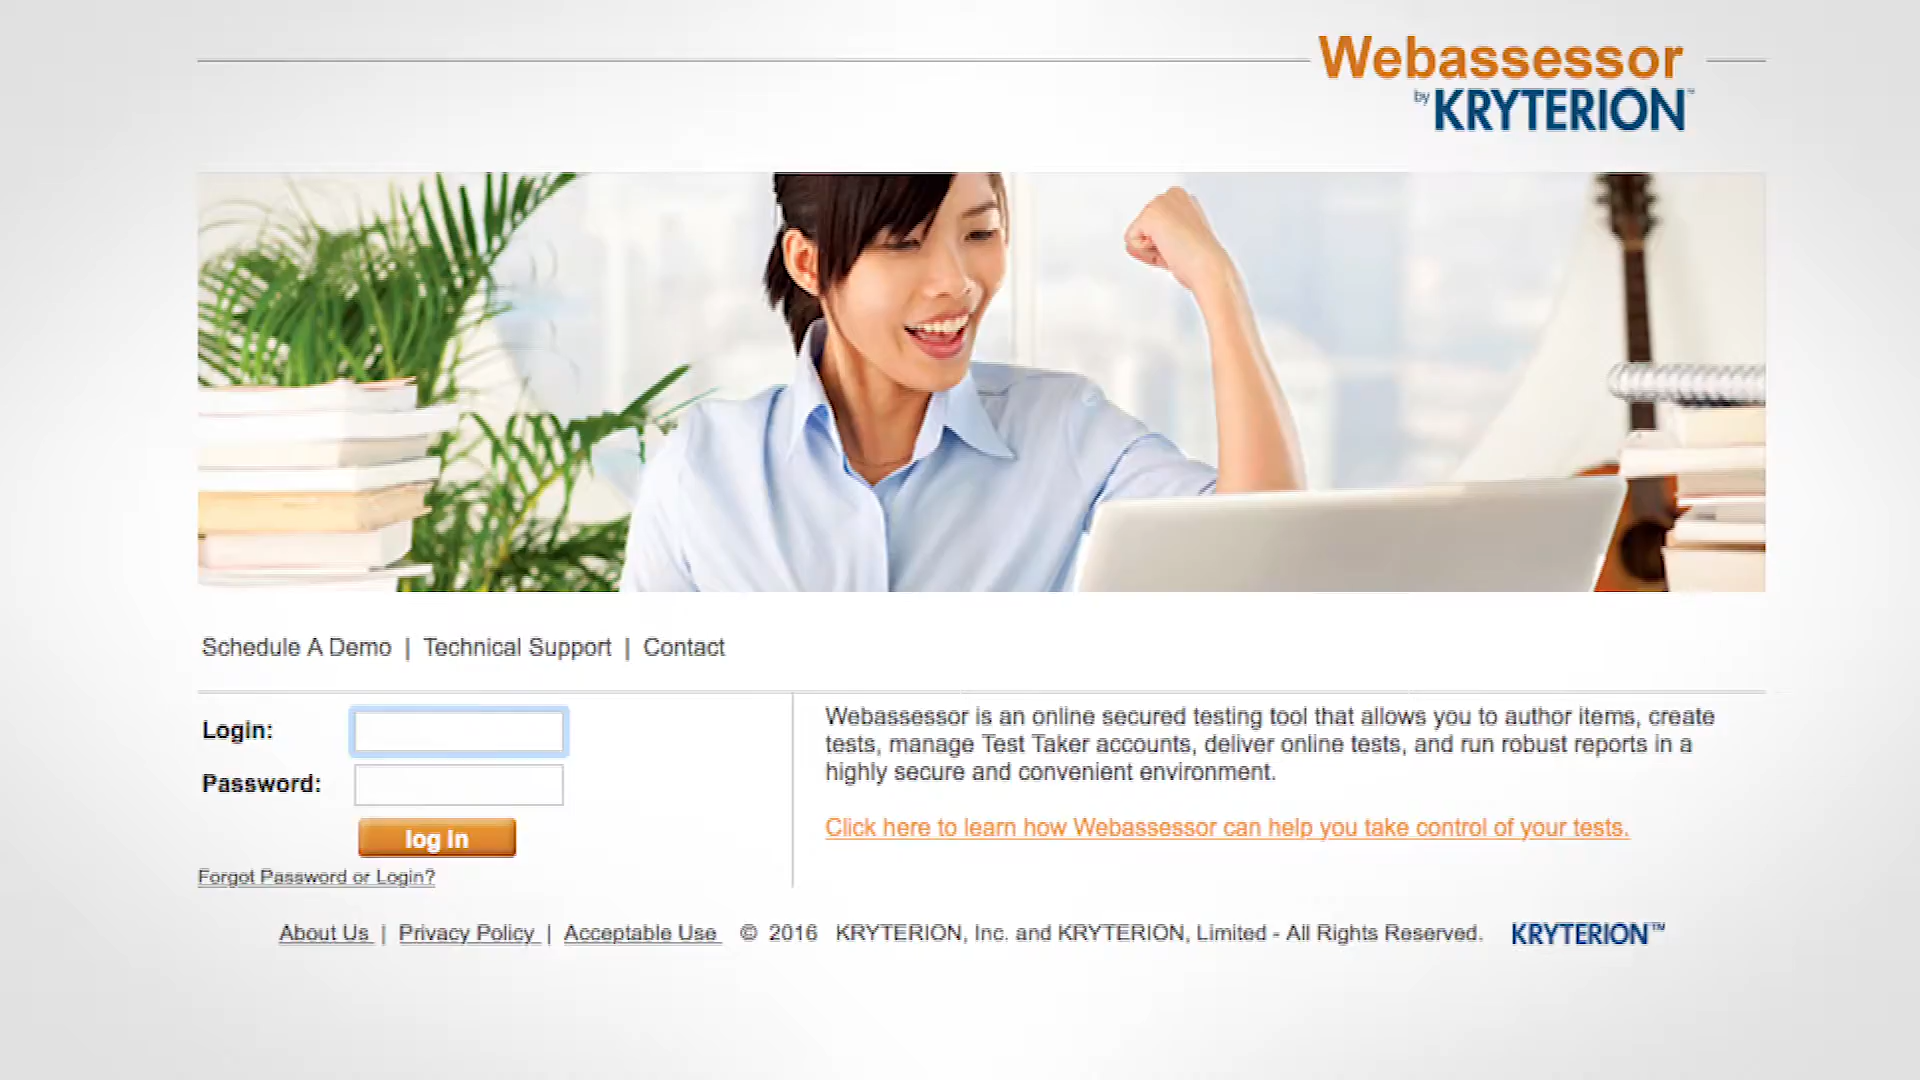 Webassessor
by KRYTERION™
Schedule A Demo | Technical Support | Contact
Login:
Password:
log In
Forgot Password or Login?
Webassessor is an online secured testing tool that allows you to author items, create
tests, manage Test Taker accounts, deliver online tests, and run robust reports in a
highly secure and convenient environment.
Click here to learn how Webassessor can help you take control of your tests.
About Us | Privacy Policy | Acceptable Use © 2016 KRYTERION, Inc. and KRYTERION, Limited - All Rights Reserved. KRYTERION™